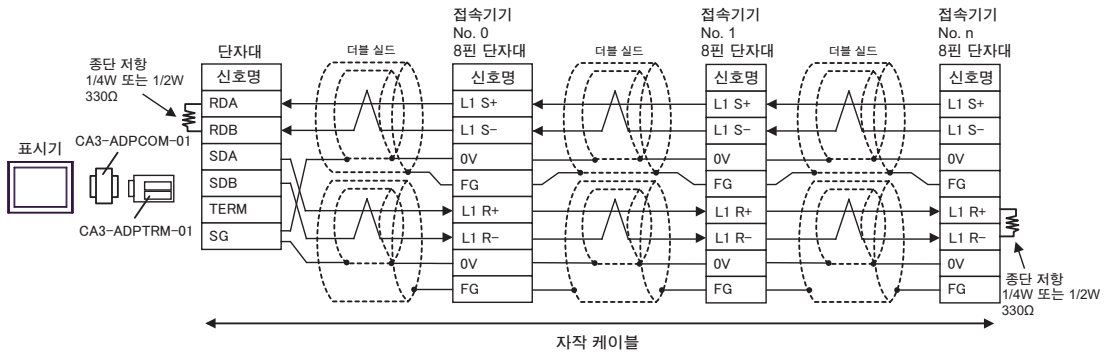 접속기기
No. 0
8핀 단자대
접속기기
No. 1
8핀 단자대
접속기기
No. n
8핀 단자대
단자대
더블 실드
더블 실드
더블 실드
종단 저항
1/4W 또는 1/2W
330Ω
신호명
RDA
RDB
SDA
SDB
TERM
SG
표시기
CA3-ADPCOM-01
CA3-ADPTRM-01
신호명
L1 S+
L1 S-
0V
FG
L1 R+
L1 R-
0V
FG
신호명
L1 S+
L1 S-
0V
FG
L1 R+
L1 R-
0V
FG
신호명
L1 S+
L1 S-
0V
FG
L1 R+
L1 R-
0V
FG
종단 저항
1/4W 또는 1/2W
330Ω
자작 케이블